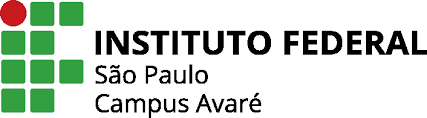 INSTITUTO FEDERAL
São Paulo
Campus Avaré